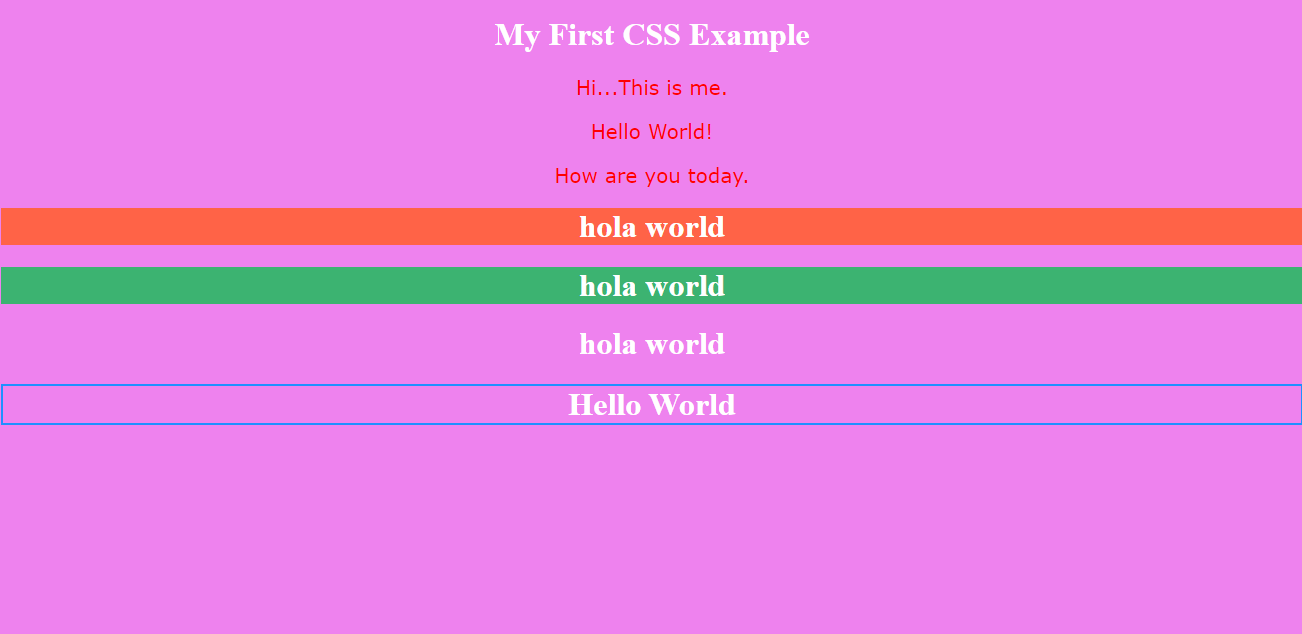 My First CSS Example
Hi...This is me.
Hello World!
How are you today.
hola world
hola world
hola world
Hello World